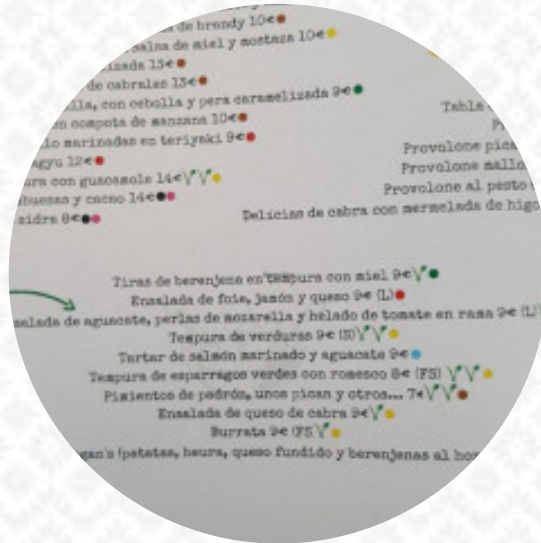 de brandy 10€
salsa de miel y mostaza 10€
13€
de cabrales 13€
con cebolla y pera caramelizada 9€
compota de manzana 10€
marinadas en teriyaki 9€
12€
con guacamole 14€
y cacao 14€
sidra 8€
Tabla
Provolone
Provolone
Provolone al pesto
Delicias de cabra con mermelada de higo
Tiras de berenjena en tempura con miel 9€
Ensalada de foie, jamón y queso 9€ (L)
de aguacate, perlas de mozarella y helado de tomate en rama 9€ (L)
Tempura de verduras 9€ (S)
Tartar de salmón marinado y aguacate 9€
Tempura de esparragos verdes con romesco 8€ (FS)
Pimientos de padrón, unos pican y otros... 7€
Ensalada de queso de cabra 9€
Burrata 9€ (FS
(patatas, heura, queso fundido y berenjenas al